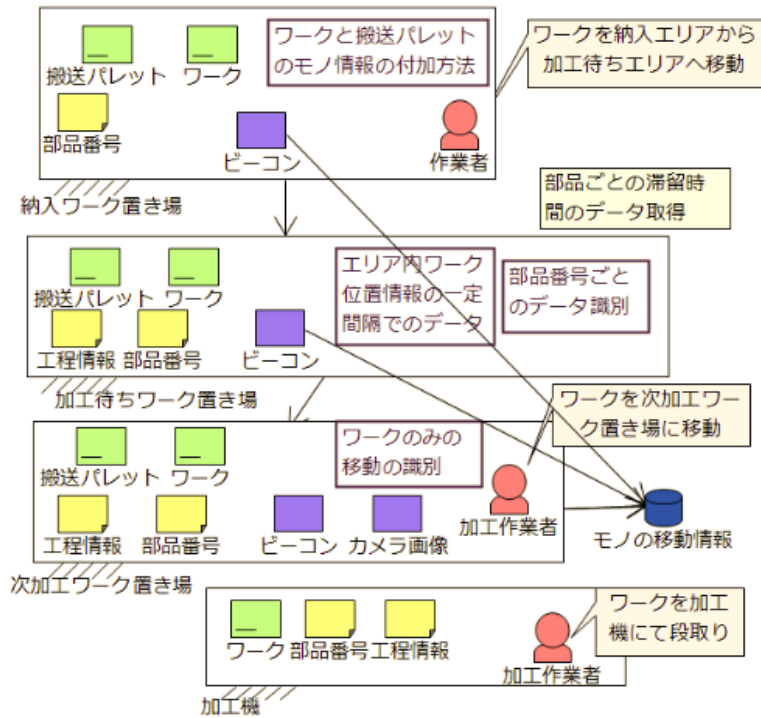 ワークと搬送パレット
のモノ情報の付加方法
ワークを納入エリアから
加工待ちエリアへ移動
搬送パレット
ワーク
部品番号
ビーコン
作業者
納入ワーク置き場
部品ごとの滞留時
間のデータ取得
エリア内ワーク
位置情報の一定
間隔でのデータ
部品番号ごと
のデータ識別
搬送パレット
ワーク
工程情報
部品番号
ビーコン
加工待ちワーク置き場
ワークを次加工ワー
ク置き場に移動
ワークのみの
移動の識別
搬送パレット
ワーク
工程情報
部品番号
ビーコン
カメラ画像
加工作業者
モノの移動情報
次加工ワーク置き場
ワークを加工
機にて段取り
ワーク
部品番号
工程情報
加工作業者
加工機